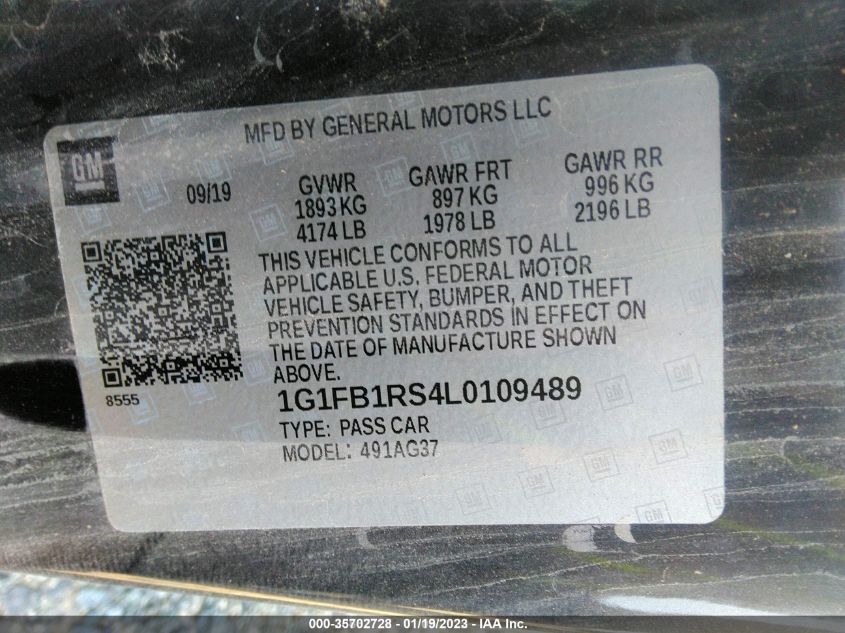 MFD BY GENERAL MOTORS LLC
GM
09/19
GVWR
1893 KG
4174 LB
GAWR FRT
897 KG
1978 LB
GAWR RR
996 KG
2196 LB
THIS VEHICLE CONFORMS TO ALL
APPLICABLE U.S. FEDERAL MOTOR
VEHICLE SAFETY, BUMPER, AND THEFT
PREVENTION STANDARDS IN EFFECT ON
THE DATE OF MANUFACTURE SHOWN
ABOVE.
8555
1G1FB1RS4L0109489
TYPE: PASS CAR
MODEL: 491AG37
000-35702728 - 01/19/2023 - IAA Inc.